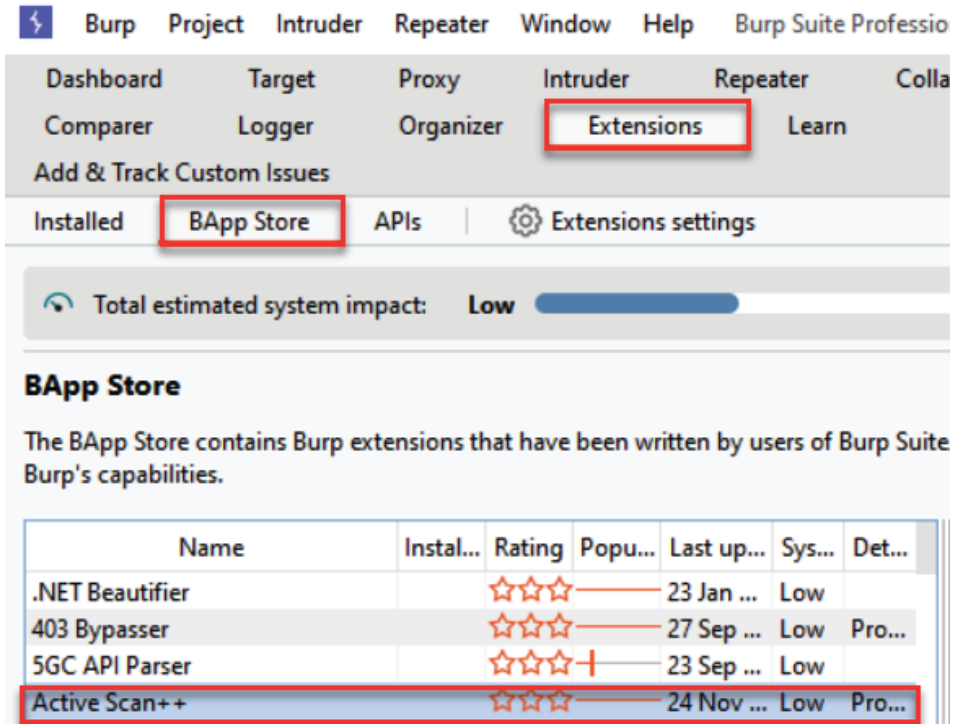 Burp Project Intruder Repeater Window Help Burp Suite Professio
Dashboard Target Proxy Intruder Repeater Colla
Comparer Logger Organizer Extensions Learn
Add & Track Custom Issues
Installed BApp Store APIs Extensions settings
Total estimated system impact: Low
BApp Store
The BApp Store contains Burp extensions that have been written by users of Burp Suite
Burp's capabilities.
Name Instal... Rating Popu... Last up... Sys... Det...
.NET Beautifier 23 Jan ... Low
403 Bypasser 27 Sep ... Low Pro...
5GC API Parser 23 Sep ... Low
Active Scan++ 24 Nov ... Low Pro...